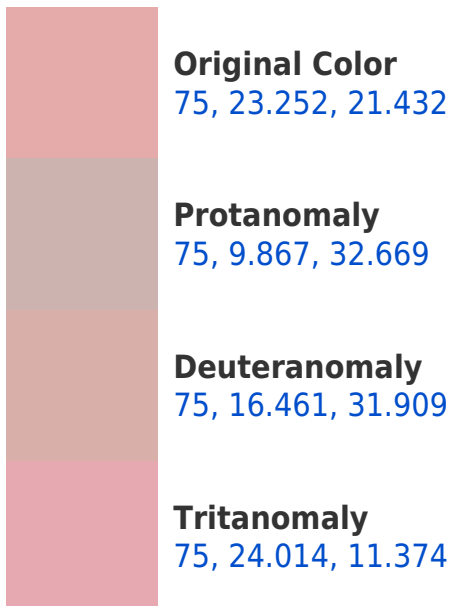 Original Color
75, 23.252, 21.432
Protanomaly
75, 9.867, 32.669
Deuteranomaly
75, 16.461, 31.909
Tritanomaly
75, 24.014, 11.374